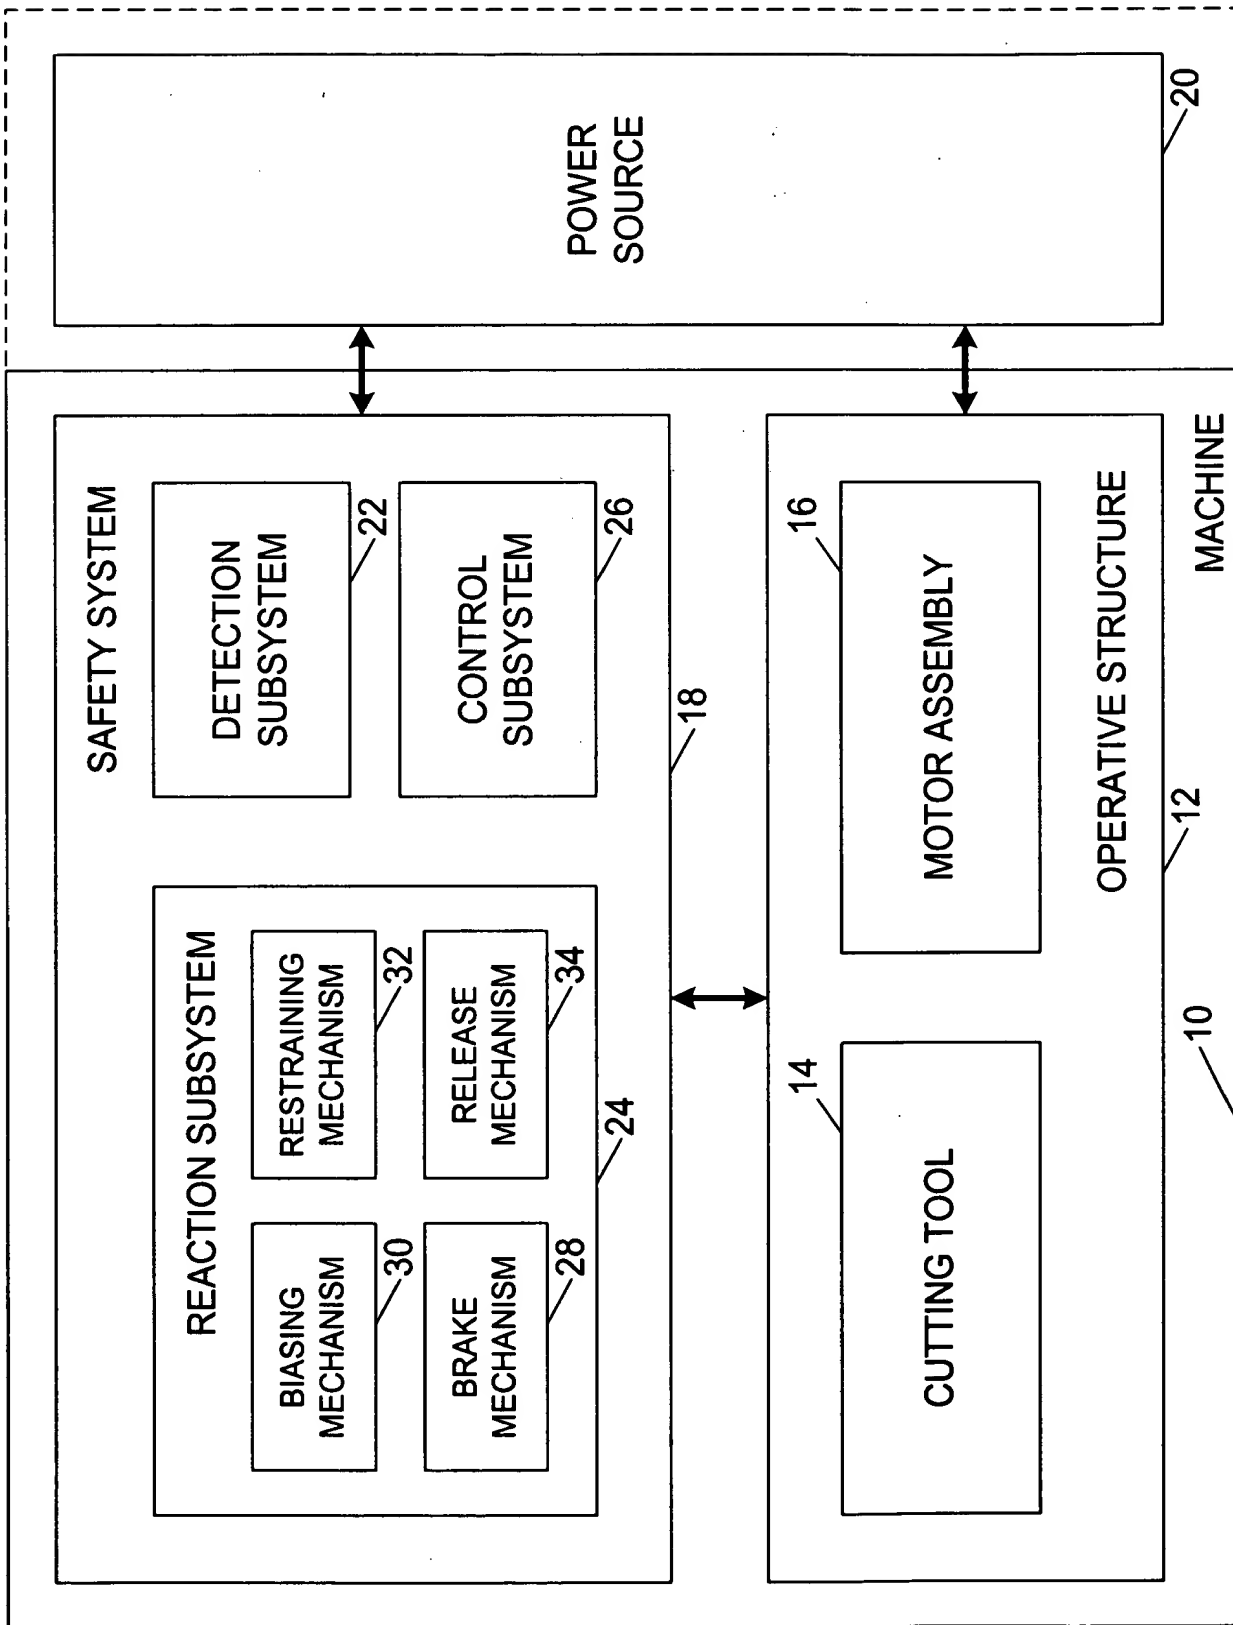 MACHINE
10
SAFETY SYSTEM
18
REACTION SUBSYSTEM
24
BIASING
MECHANISM
30
RESTRAINING
MECHANISM
32
BRAKE
MECHANISM
28
RELEASE
MECHANISM
34
DETECTION
SUBSYSTEM
22
CONTROL
SUBSYSTEM
26
14
CUTTING TOOL
16
MOTOR ASSEMBLY
OPERATIVE STRUCTURE
12
POWER
SOURCE
20